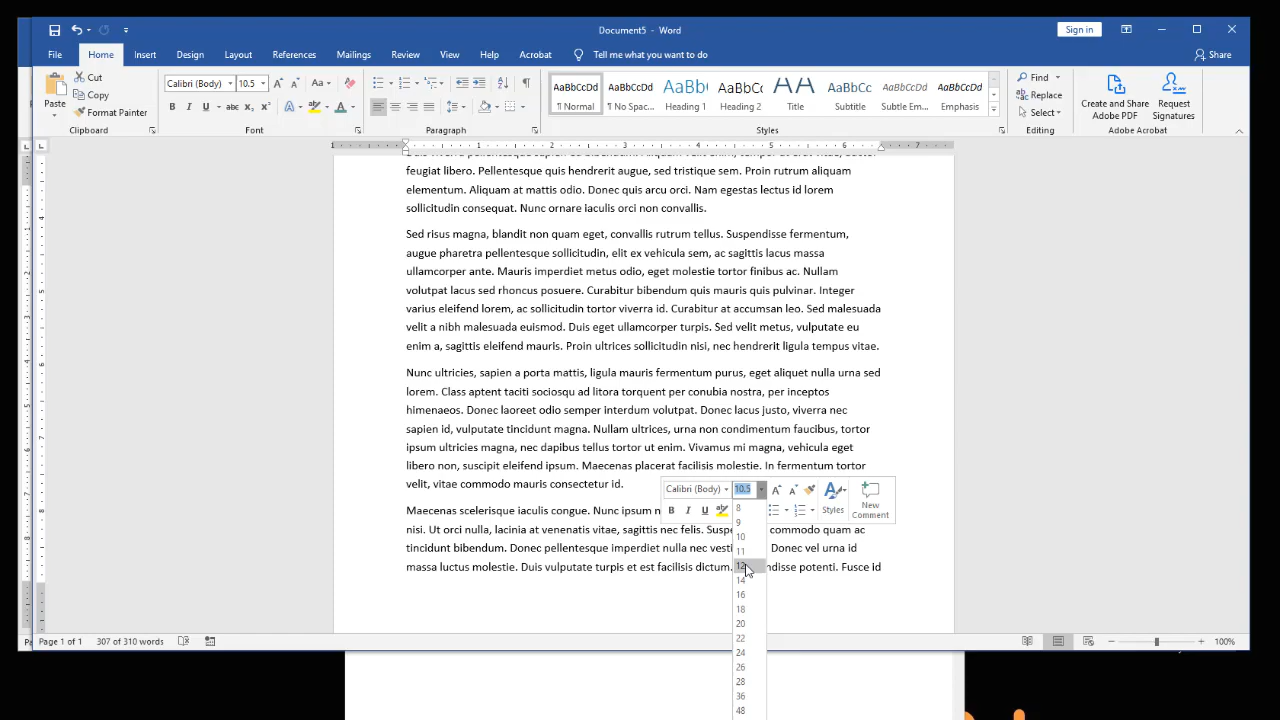 Document5 - Word
Sign in
File Home Insert Design Layout References Mailings Review View Help Acrobat Tell me what you want to do Share
Paste
Cut
Copy
Format Painter
Clipboard
Calibri (Body) 10.5 Aa
B I U abc X₂ X² A A
Font
Paragraph
AaBbCcDd AaBbCcDd AaBbC AaBbCc AA AaBbCc AaBbCcDd AaBbCcDd
¶ Normal ¶ No Spac... Heading 1 Heading 2 Title Subtitle Subtle Em... Emphasis
Styles
Find
Replace
Select
Editing
Create and Share
Adobe PDF
Request
Signatures
Adobe Acrobat
1 1 2 3 4 5 6 7
feugiat libero. Pellentesque quis hendrerit augue, sed tristique sem. Proin rutrum aliquam
elementum. Aliquam at mattis odio. Donec quis arcu orci. Nam egestas lectus id lorem
sollicitudin consequat. Nunc ornare iaculis orci non convallis.
Sed risus magna, blandit non quam eget, convallis rutrum tellus. Suspendisse fermentum,
augue pharetra pellentesque sollicitudin, elit ex vehicula sem, ac sagittis lacus massa
ullamcorper ante. Mauris imperdiet metus odio, eget molestie tortor finibus ac. Nullam
volutpat lacus sed rhoncus posuere. Curabitur bibendum quis mauris quis pulvinar. Integer
varius eleifend lorem, ac sollicitudin tortor viverra id. Curabitur at accumsan leo. Sed malesuada
velit a nibh malesuada euismod. Duis eget ullamcorper turpis. Sed velit metus, vulputate eu
enim a, sagittis eleifend mauris. Proin ultrices sollicitudin nisi, nec hendrerit ligula tempus vitae.
Nunc ultricies, sapien a porta mattis, ligula mauris fermentum purus, eget aliquet nulla urna sed
lorem. Class aptent taciti sociosqu ad litora torquent per conubia nostra, per inceptos
himenaeos. Donec laoreet odio semper interdum volutpat. Donec lacus justo, viverra nec
sapien id, vulputate tincidunt magna. Nullam ultrices, urna non condimentum faucibus, tortor
ipsum ultricies magna, nec dapibus tellus tortor ut enim. Vivamus mi magna, vehicula eget
libero non, suscipit eleifend ipsum. Maecenas placerat facilisis molestie. In fermentum tortor
velit, vitae commodo mauris consectetur id.
Maecenas scelerisque iaculis congue. Nunc ipsum
nisi. Ut orci nulla, lacinia at venenatis vitae, sagittis nec felis. commodo quam ac
tincidunt bibendum. Donec pellentesque imperdiet nulla nec Donec vel urna id
massa luctus molestie. Duis vulputate turpis et est facilisis dictum. potenti. Fusce id
Calibri (Body) 10.5
B I U
Styles
New
Comment
8
9
10
11
12
14
16
18
20
22
24
26
28
36
48
Page 1 of 1 307 of 310 words 100%